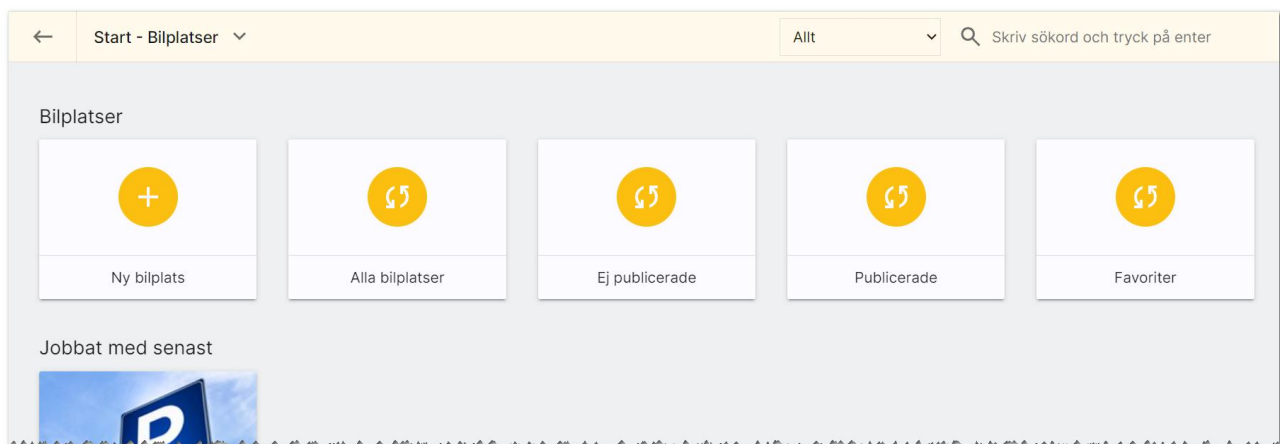 Start - Bilplatser
Allt
Skriv sökord och tryck på enter
Bilplatser
Ny bilplats
Alla bilplatser
Ej publicerade
Publicerade
Favoriter
Jobbat med senast
P